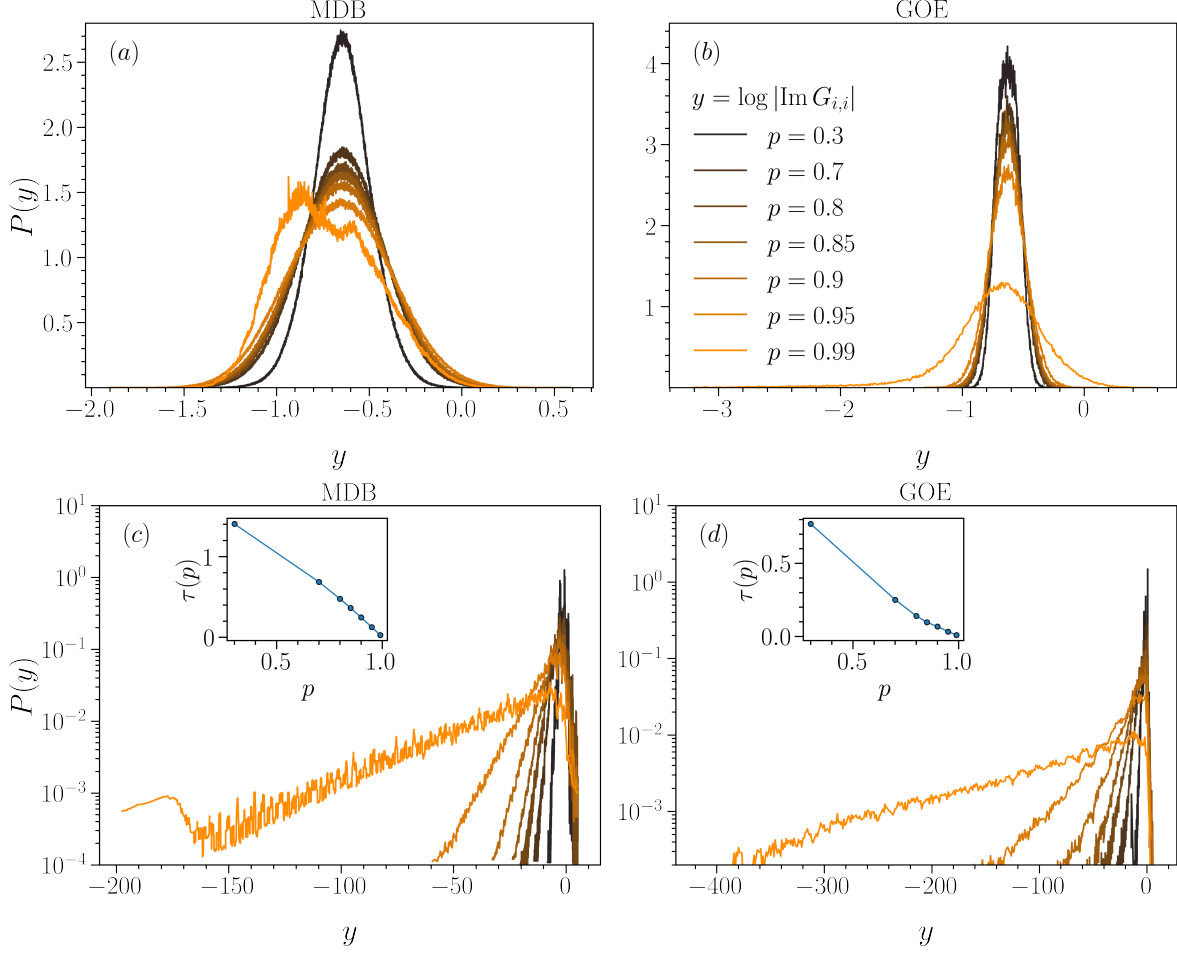 MDB
(a)
P(y)
2.5
2.0
1.5
1.0
0.5
−2.0 −1.5 −1.0 −0.5 0.0 0.5
y
GOE
(b)
4
3
2
1
y = log |Im G_{i,i}|
p = 0.3
p = 0.7
p = 0.8
p = 0.85
p = 0.9
p = 0.95
p = 0.99
−3 −2 −1 0
y
MDB
(c)
P(y)
10^1
10^0
10^{−1}
10^{−2}
10^{−3}
10^{−4}
τ(p)
1
0
0.5 1.0
p
−200 −150 −100 −50 0
y
GOE
(d)
10^1
10^0
10^{−1}
10^{−2}
10^{−3}
τ(p)
0.5
0.0
0.5 1.0
p
−400 −300 −200 −100 0
y